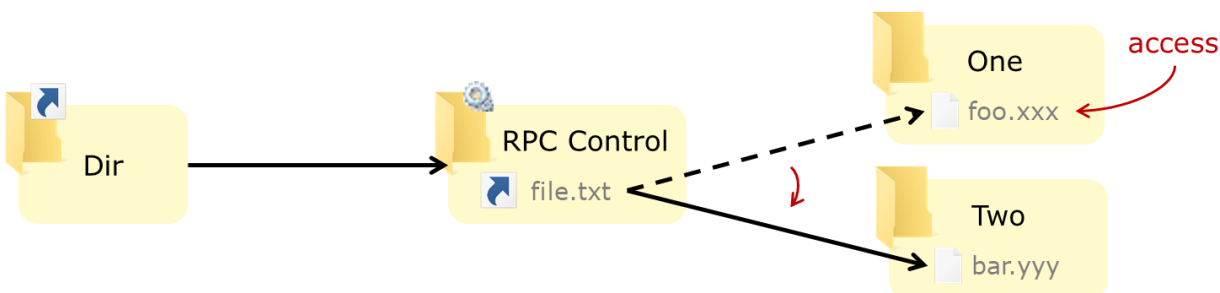 Dir
RPC Control
file.txt
One
foo.xxx
access
Two
bar.yyy